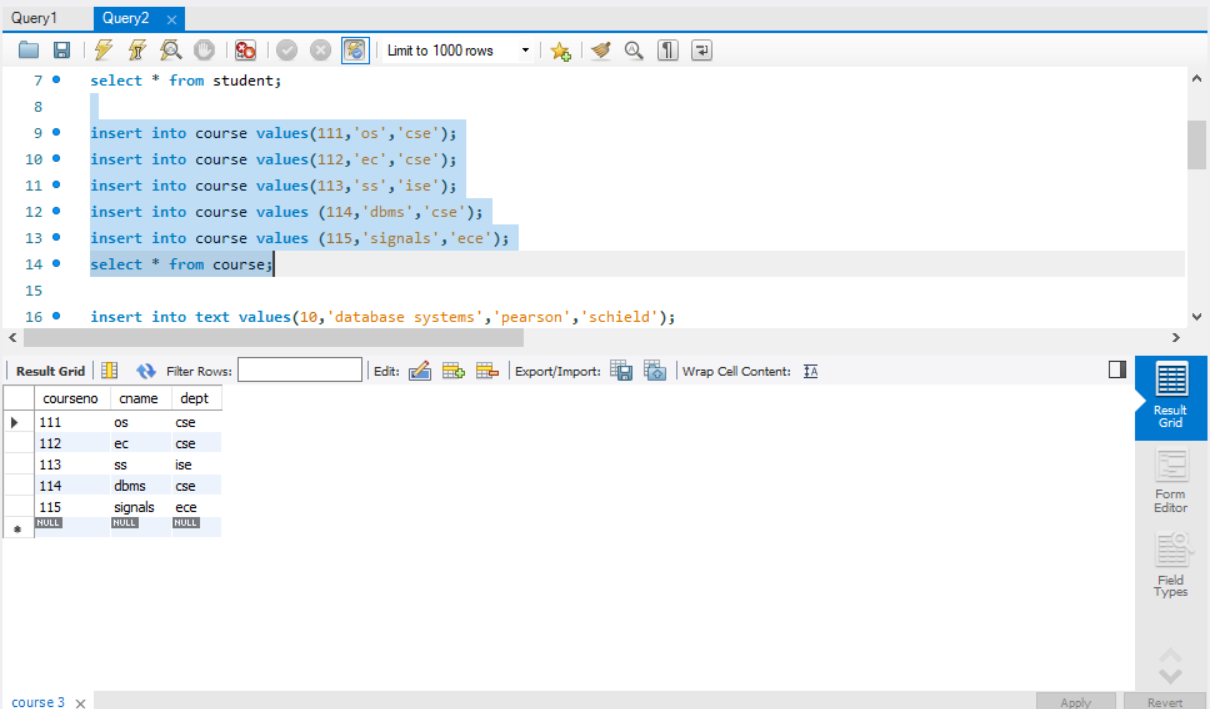 Query1 Query2
Limit to 1000 rows
7 select * from student;
8
9 insert into course values(111,'os','cse');
10 insert into course values(112,'ec','cse');
11 insert into course values(113,'ss','ise');
12 insert into course values (114,'dbms','cse');
13 insert into course values (115,'signals','ece');
14 select * from course;
15
16 insert into text values(10,'database systems','pearson','schield');
Result Grid Filter Rows: Edit: Export/Import: Wrap Cell Content:
courseno cname dept
111 os cse
112 ec cse
113 ss ise
114 dbms cse
115 signals ece
NULL NULL NULL
Result
Grid
Form
Editor
Field
Types
course 3 Apply Revert